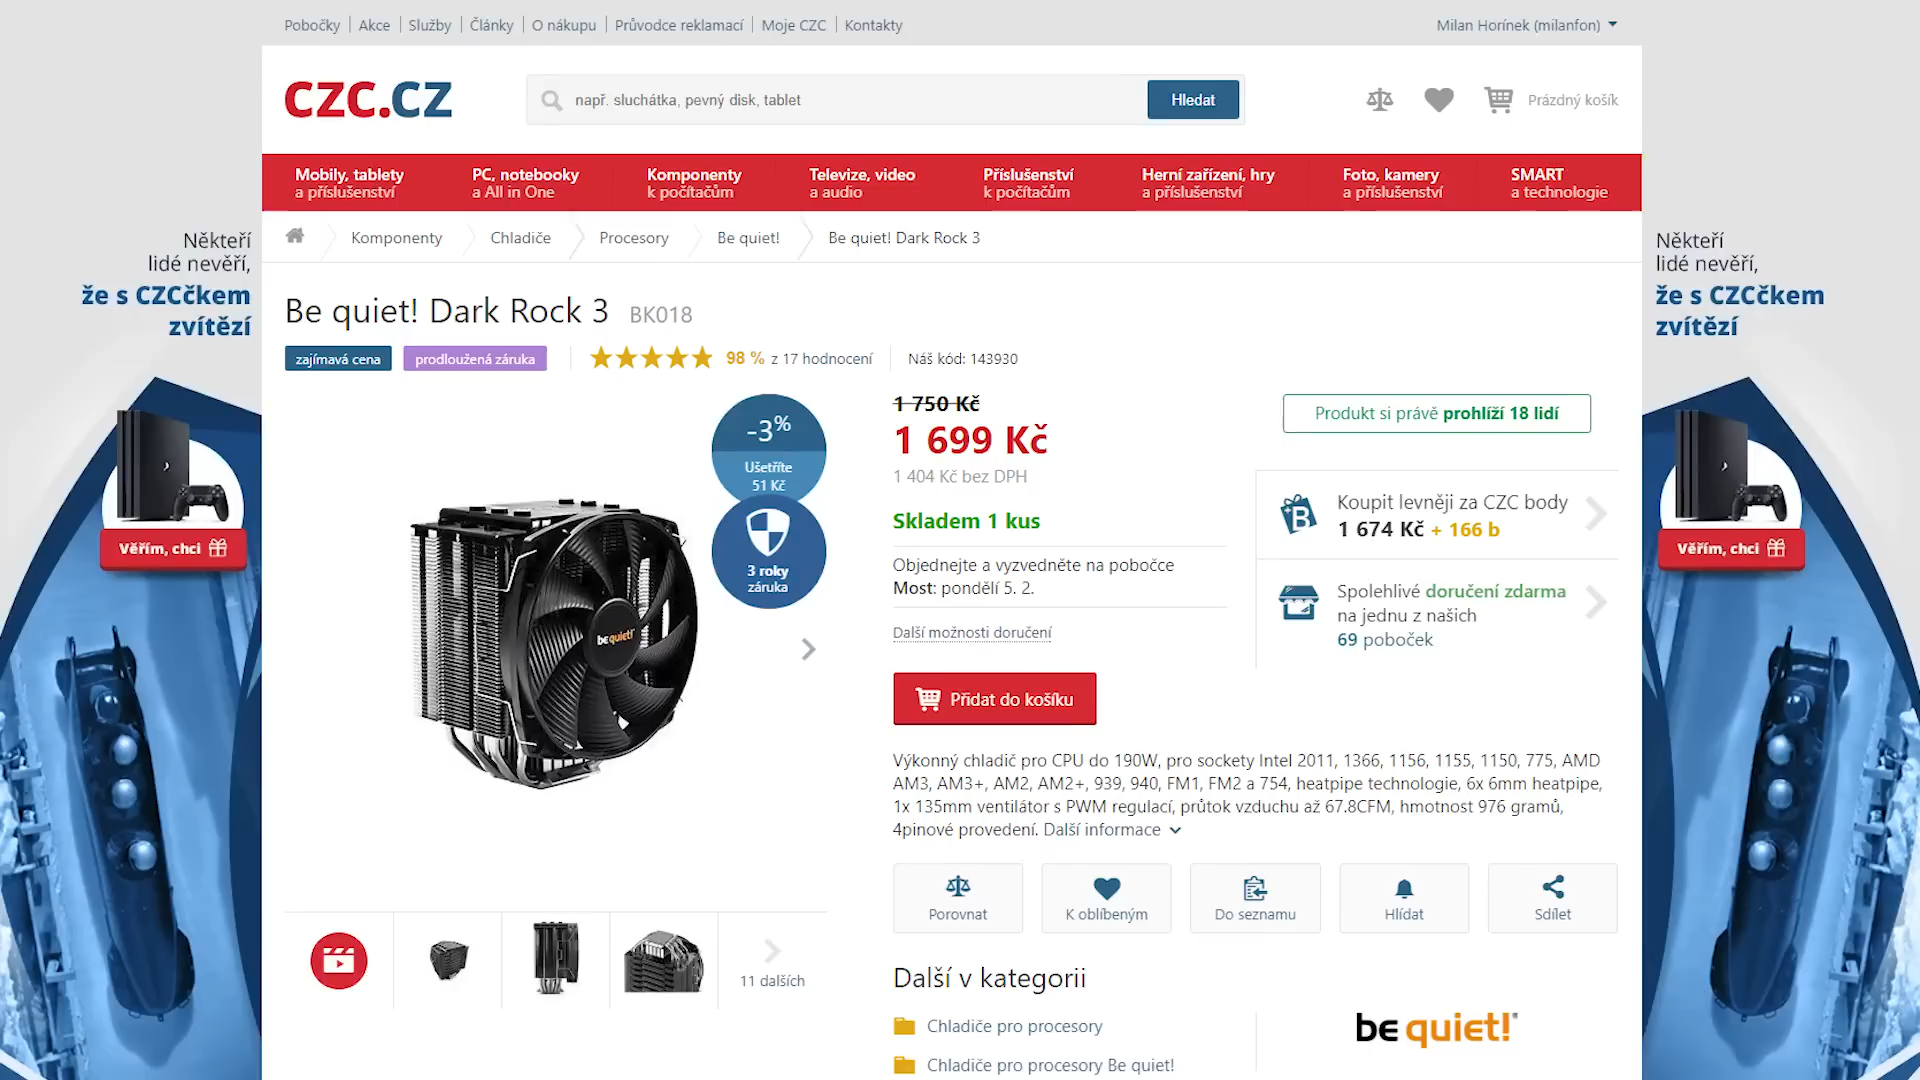 Pobočky
Akce
Služby
Články
O nákupu
Průvodce reklamací
Moje CZC
Kontakty
Milan Horínek (milanfon)
CZC.CZ
např. sluchátka, pevný disk, tablet
Hledat
Prázdný košík
Mobily, tablety
a příslušenství
PC, notebooky
a All in One
Komponenty
k počítačům
Televize, video
a audio
Příslušenství
k počítačům
Herní zařízení, hry
a příslušenství
Foto, kamery
a příslušenství
SMART
a technologie
Komponenty
Chladiče
Procesory
Be quiet!
Be quiet! Dark Rock 3
Někteří
lidé nevěří,
že s CZCčkem
zvítězí
Věřím, chci
Be quiet! Dark Rock 3 BK018
zajímavá cena
prodloužená záruka
98 % z 17 hodnocení
Náš kód: 143930
-3%
Ušetříte
51 Kč
3 roky
záruka
be quiet!
11 dalších
1 750 Kč
1 699 Kč
1 404 Kč bez DPH
Skladem 1 kus
Objednejte a vyzvedněte na pobočce
Most: pondělí 5. 2.
Další možnosti doručení
Přidat do košíku
Produkt si právě prohlíží 18 lidí
Koupit levněji za CZC body
1 674 Kč + 166 b
Spolehlivé doručení zdarma
na jednu z našich
69 poboček
Výkonný chladič pro CPU do 190W, pro sockety Intel 2011, 1366, 1156, 1155, 1150, 775, AMD
AM3, AM3+, AM2, AM2+, 939, 940, FM1, FM2 a 754, heatpipe technologie, 6x 6mm heatpipe,
1x 135mm ventilátor s PWM regulací, průtok vzduchu až 67.8CFM, hmotnost 976 gramů,
4pinové provedení. Další informace
Porovnat
K oblíbeným
Do seznamu
Hlídat
Sdílet
Další v kategorii
Chladiče pro procesory
Chladiče pro procesory Be quiet!
be quiet!
Někteří
lidé nevěří,
že s CZCčkem
zvítězí
Věřím, chci